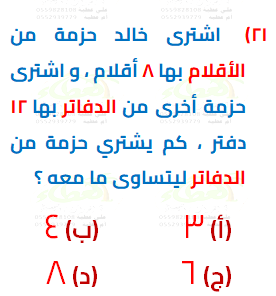 ٢١) اشترى خالد حزمة من
الأقلام بها ٨ أقلام ، و اشترى
حزمة أخرى من الدفاتر بها ١٢
دفتر ، كم يشتري حزمة من
الدفاتر ليتساوى ما معه ؟
(أ) ٣ (ب) ٤
(ج) ٦ (د) ٨